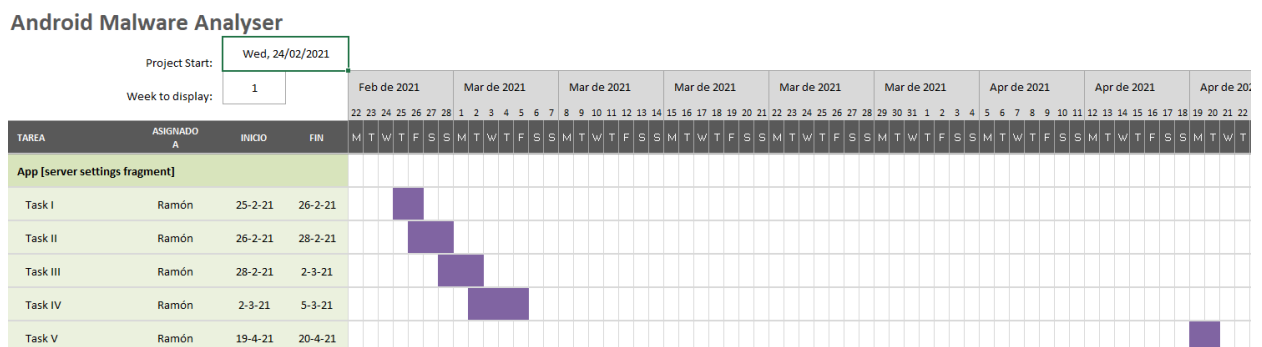 Android Malware Analyser
Project Start: Wed, 24/02/2021
Week to display: 1
Feb de 2021 Mar de 2021 Mar de 2021 Mar de 2021 Mar de 2021 Mar de 2021 Apr de 2021 Apr de 2021 Apr de 202
22 23 24 25 26 27 28 1 2 3 4 5 6 7 8 9 10 11 12 13 14 15 16 17 18 19 20 21 22 23 24 25 26 27 28 29 30 31 1 2 3 4 5 6 7 8 9 10 11 12 13 14 15 16 17 18 19 20 21 22
TAREA ASIGNADO A INICIO FIN M T W T F S S M T W T F S S M T W T F S S M T W T F S S M T W T F S S M T W T F S S M T W T F S S M T W T F S S M T W T
App [server settings fragment]
Task I Ramón 25-2-21 26-2-21
Task II Ramón 26-2-21 28-2-21
Task III Ramón 28-2-21 2-3-21
Task IV Ramón 2-3-21 5-3-21
Task V Ramón 19-4-21 20-4-21